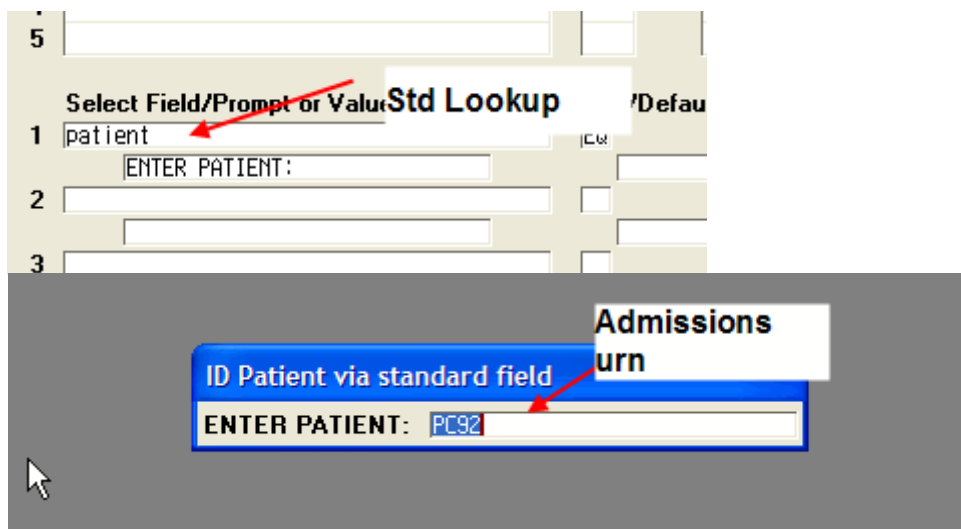 5
Select Field/Prompt or Value Std Lookup /Defau
1 patient EQ
ENTER PATIENT:
2
3
Admissions
urn
ID Patient via standard field
ENTER PATIENT: PC92